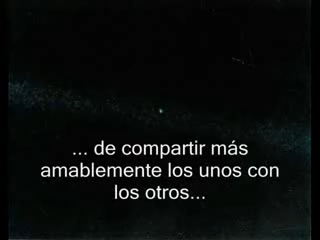 ... de compartir más
amablemente los unos con
los otros...